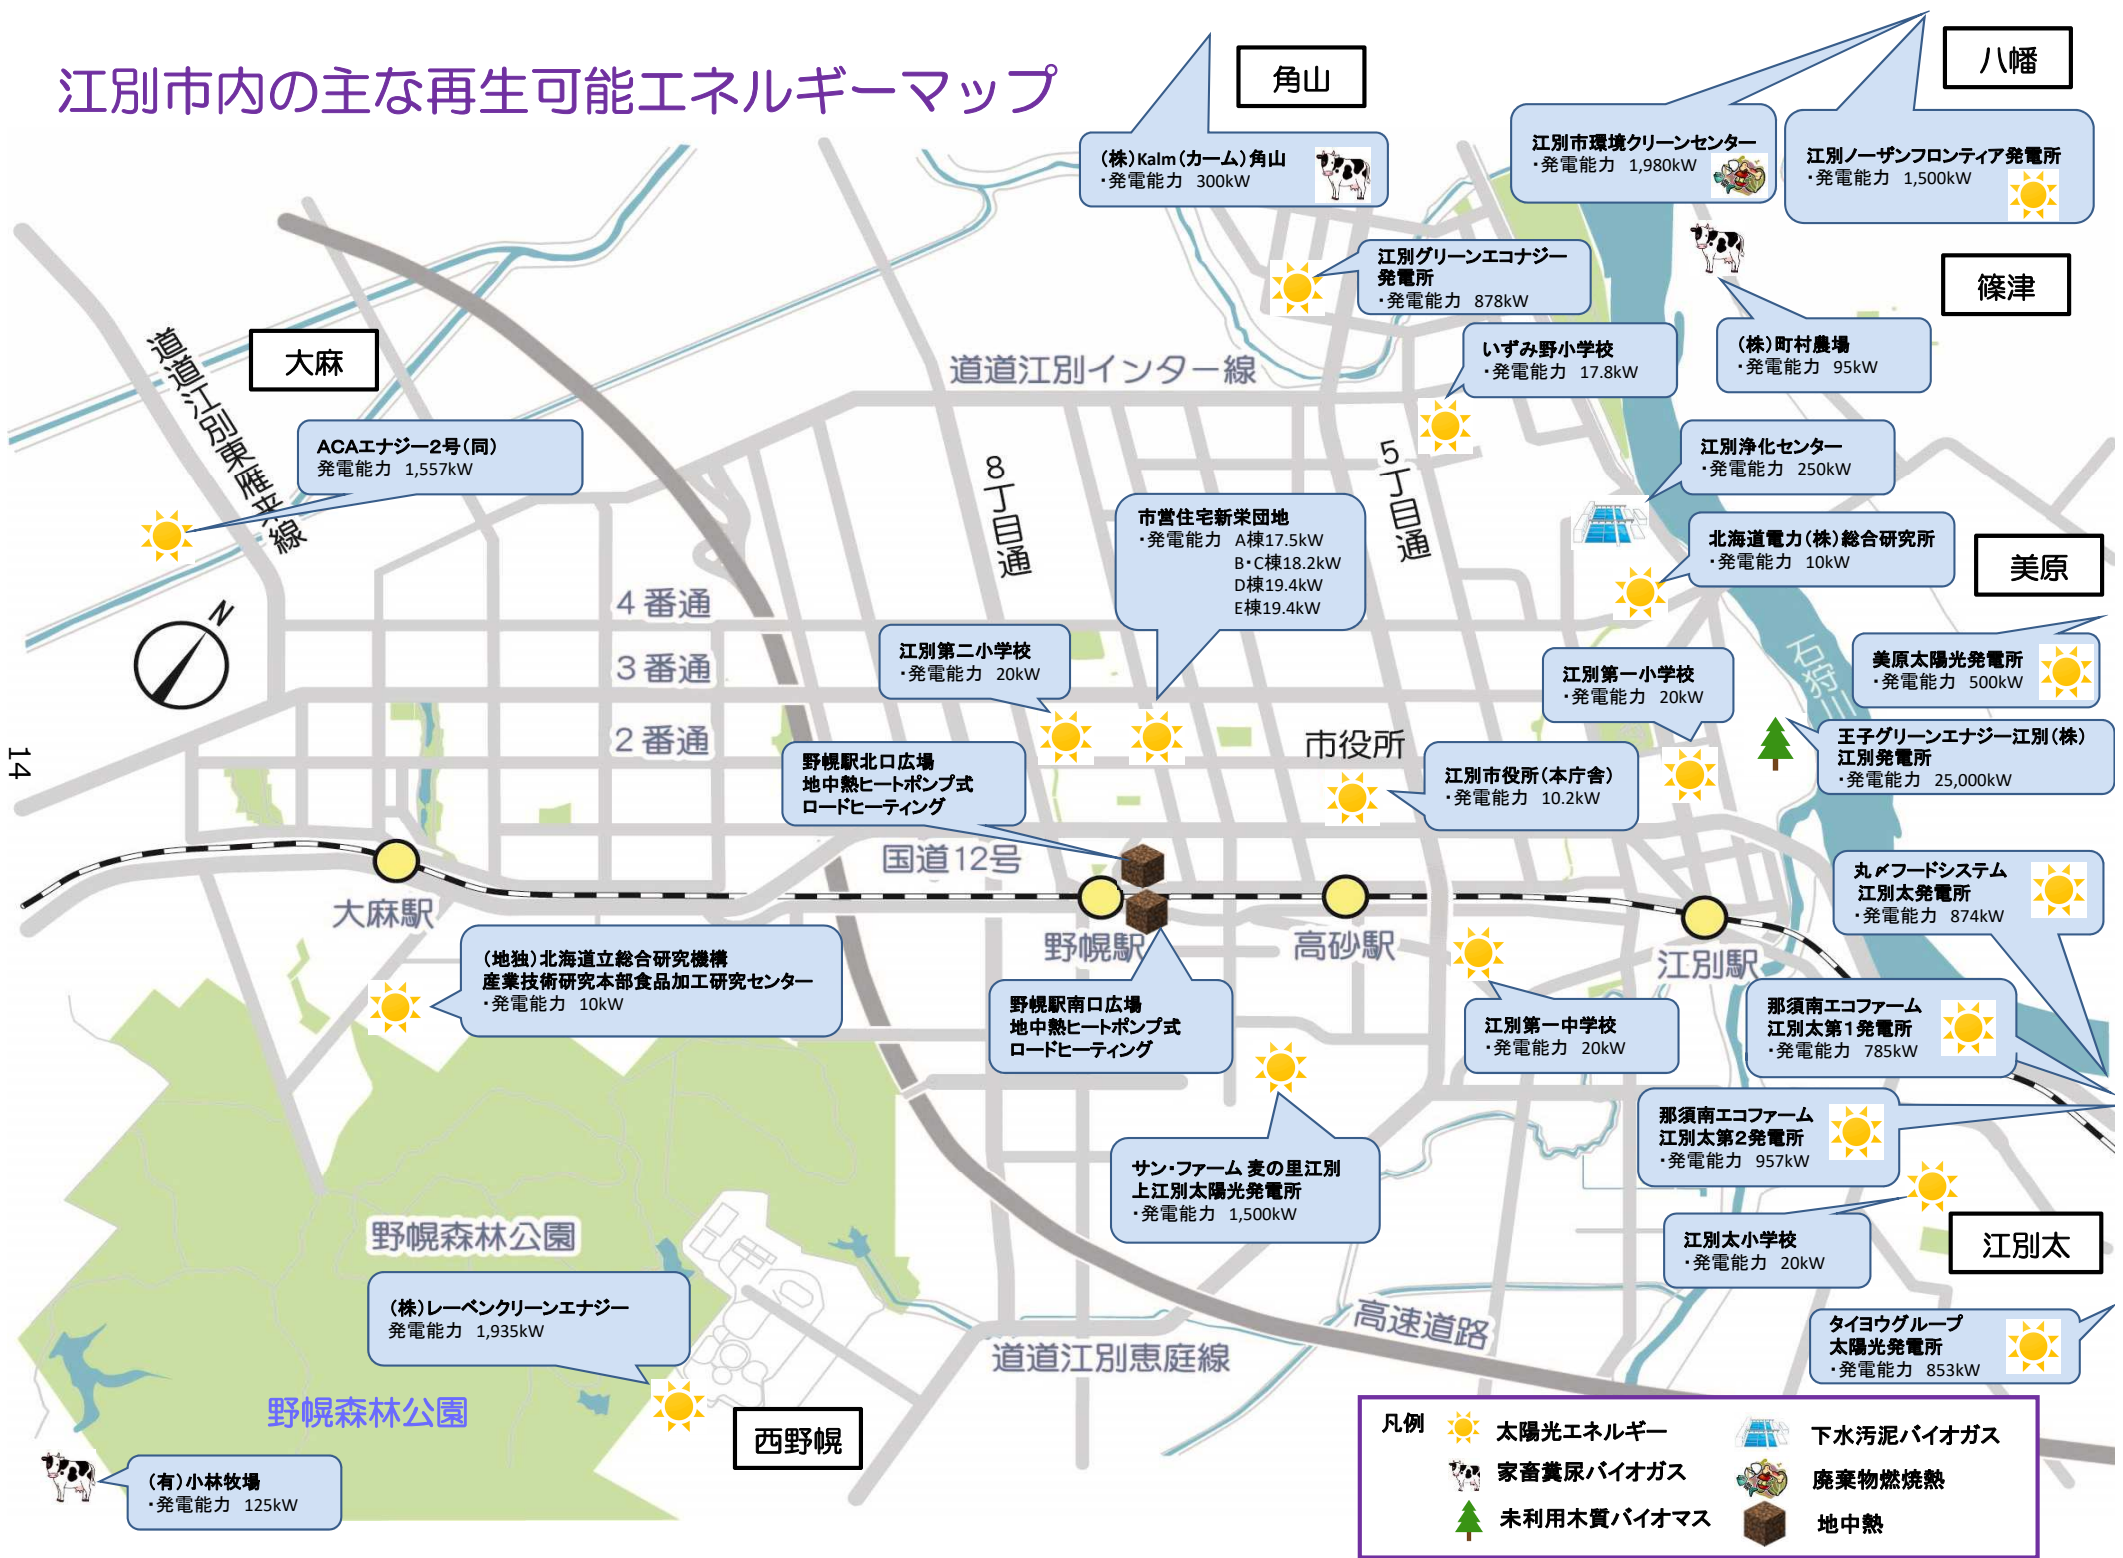 江別市内の主な再生可能エネルギーマップ
角山
八幡
(株)Kalm(カーム)角山
・発電能力 300kW
江別市環境クリーンセンター
・発電能力 1,980kW
江別ノーザンフロンティア発電所
・発電能力 1,500kW
江別グリーンエコナジー
発電所
・発電能力 878kW
篠津
いずみ野小学校
・発電能力 17.8kW
(株)町村農場
・発電能力 95kW
大麻
道道江別東雁来線
道道江別インター線
ACAエナジー2号(同)
発電能力 1,557kW
8丁目通
5丁目通
江別浄化センター
・発電能力 250kW
市営住宅新栄団地
・発電能力 A棟17.5kW
B・C棟18.2kW
D棟19.4kW
E棟19.4kW
北海道電力(株)総合研究所
・発電能力 10kW
美原
N
4番通
3番通
2番通
江別第二小学校
・発電能力 20kW
江別第一小学校
・発電能力 20kW
石狩川
美原太陽光発電所
・発電能力 500kW
王子グリーンエナジー江別(株)
江別発電所
・発電能力 25,000kW
14
野幌駅北口広場
地中熱ヒートポンプ式
ロードヒーティング
市役所
江別市役所(本庁舎)
・発電能力 10.2kW
国道12号
丸〆フードシステム
江別太発電所
・発電能力 874kW
大麻駅
野幌駅
高砂駅
江別駅
(地独)北海道立総合研究機構
産業技術研究本部食品加工研究センター
・発電能力 10kW
野幌駅南口広場
地中熱ヒートポンプ式
ロードヒーティング
江別第一中学校
・発電能力 20kW
那須南エコファーム
江別太第1発電所
・発電能力 785kW
那須南エコファーム
江別太第2発電所
・発電能力 957kW
サン・ファーム 麦の里江別
上江別太陽光発電所
・発電能力 1,500kW
江別太小学校
・発電能力 20kW
江別太
野幌森林公園
(株)レーベンクリーンエナジー
発電能力 1,935kW
高速道路
道道江別恵庭線
タイヨウグループ
太陽光発電所
・発電能力 853kW
野幌森林公園
西野幌
(有)小林牧場
・発電能力 125kW
凡例
太陽光エネルギー
下水汚泥バイオガス
家畜糞尿バイオガス
廃棄物燃焼熱
未利用木質バイオマス
地中熱